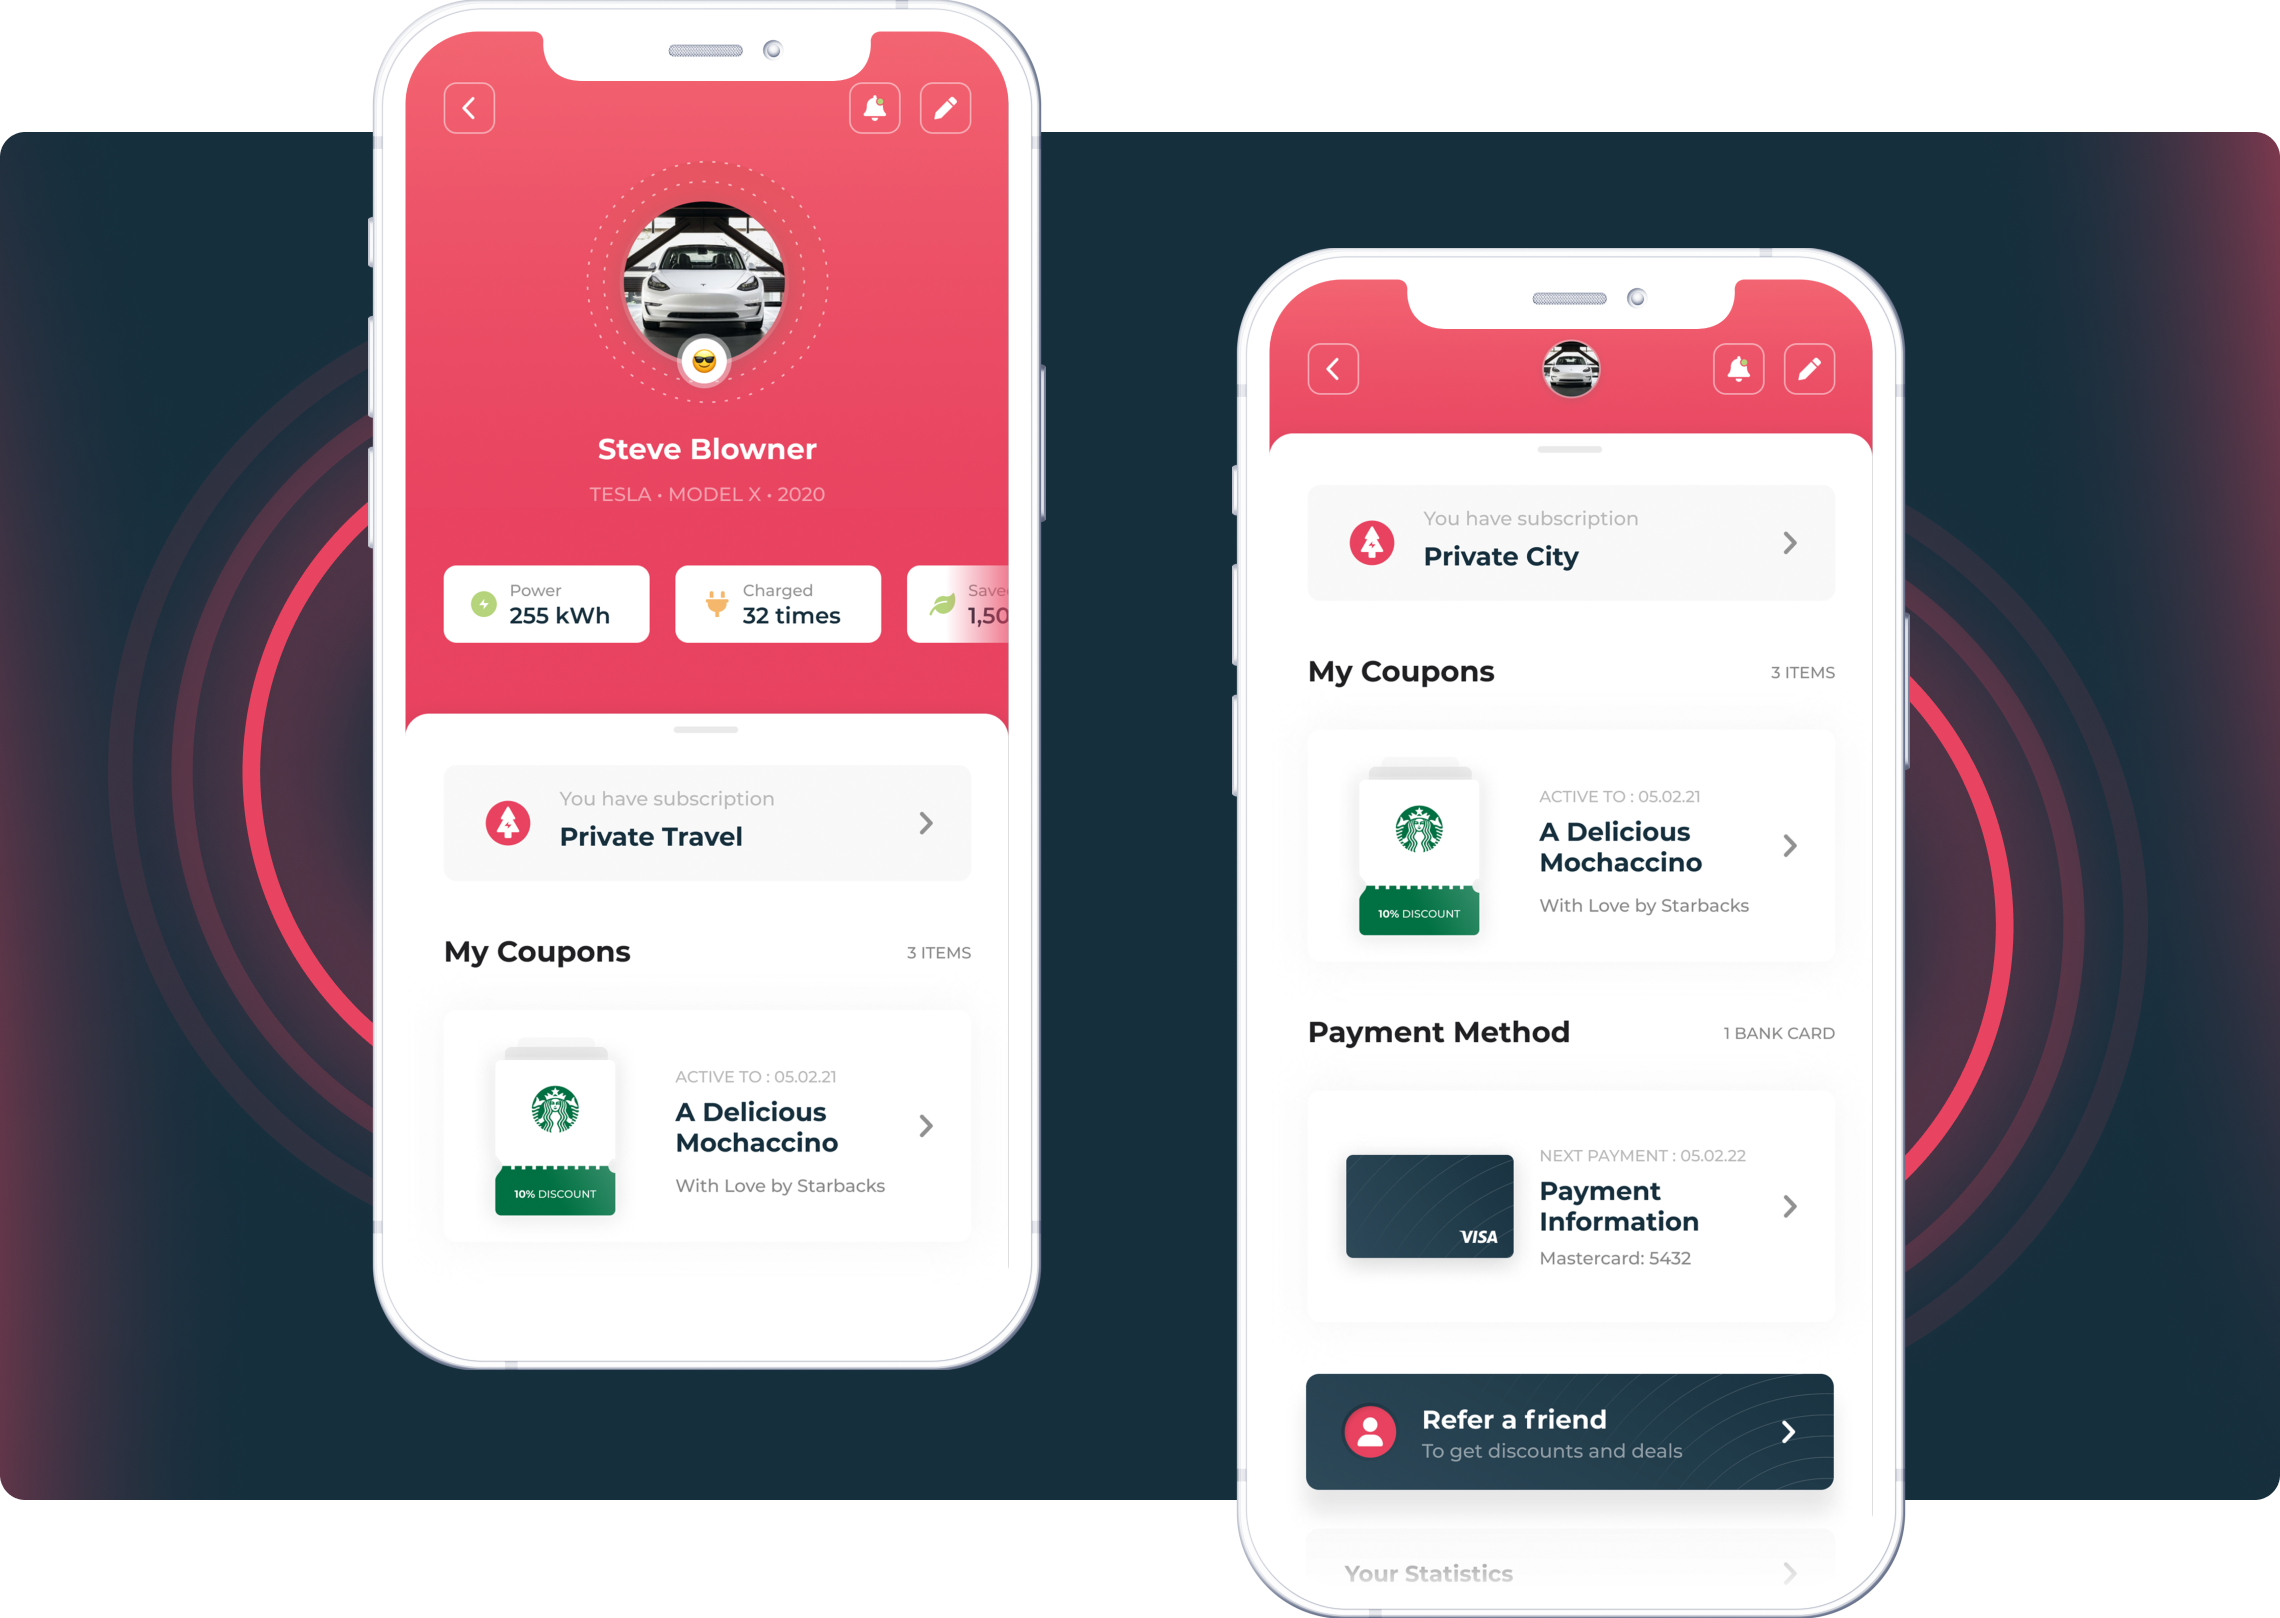 Steve Blowner
TESLA • MODEL X • 2020
Power
255 kWh
Charged
32 times
You have subscription
Private Travel
My Coupons
3 ITEMS
10% DISCOUNT
ACTIVE TO : 05.02.21
A Delicious
Mochaccino
With Love by Starbacks
You have subscription
Private City
My Coupons
3 ITEMS
10% DISCOUNT
ACTIVE TO : 05.02.21
A Delicious
Mochaccino
With Love by Starbacks
Payment Method
1 BANK CARD
VISA
NEXT PAYMENT : 05.02.22
Payment
Information
Mastercard: 5432
Refer a friend
To get discounts and deals
Your Statistics